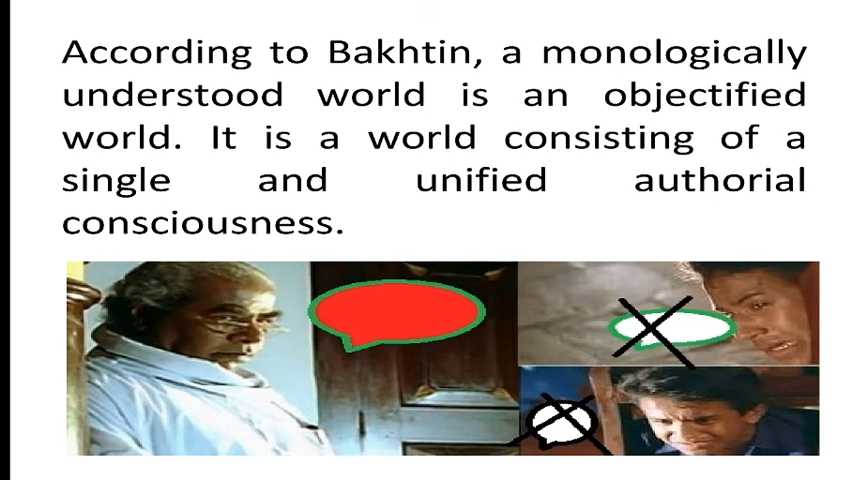 According to Bakhtin, a monologically
understood world is an objectified
world. It is a world consisting of a
single and unified authorial
consciousness.